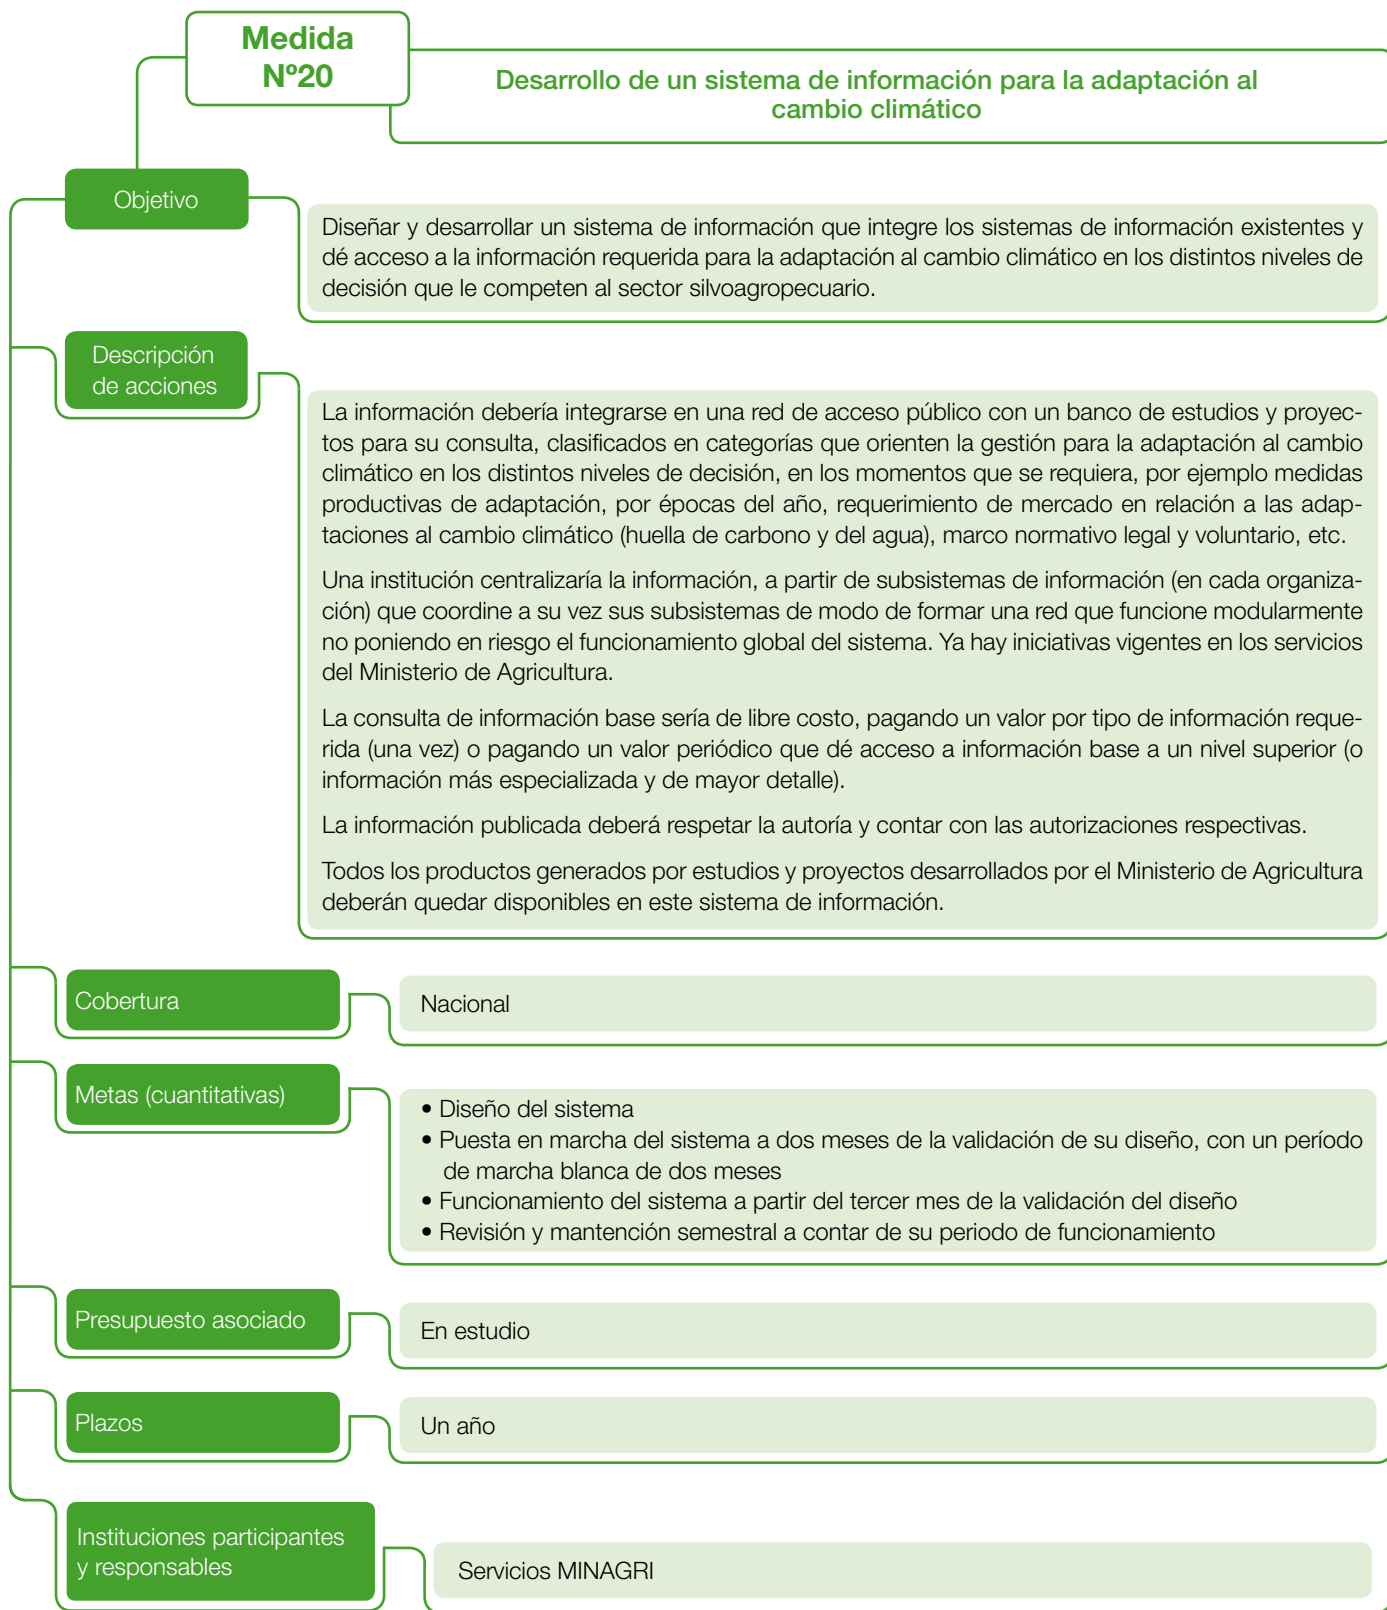 Medida
Nº20
Desarrollo de un sistema de información para la adaptación al
cambio climático
Objetivo
Diseñar y desarrollar un sistema de información que integre los sistemas de información existentes y
dé acceso a la información requerida para la adaptación al cambio climático en los distintos niveles de
decisión que le competen al sector silvoagropecuario.
Descripción
de acciones
La información debería integrarse en una red de acceso público con un banco de estudios y proyec-
tos para su consulta, clasificados en categorías que orienten la gestión para la adaptación al cambio
climático en los distintos niveles de decisión, en los momentos que se requiera, por ejemplo medidas
productivas de adaptación, por épocas del año, requerimiento de mercado en relación a las adap-
taciones al cambio climático (huella de carbono y del agua), marco normativo legal y voluntario, etc.
Una institución centralizaría la información, a partir de subsistemas de información (en cada organiza-
ción) que coordine a su vez sus subsistemas de modo de formar una red que funcione modularmente
no poniendo en riesgo el funcionamiento global del sistema. Ya hay iniciativas vigentes en los servicios
del Ministerio de Agricultura.
La consulta de información base sería de libre costo, pagando un valor por tipo de información reque-
rida (una vez) o pagando un valor periódico que dé acceso a información base a un nivel superior (o
información más especializada y de mayor detalle).
La información publicada deberá respetar la autoría y contar con las autorizaciones respectivas.
Todos los productos generados por estudios y proyectos desarrollados por el Ministerio de Agricultura
deberán quedar disponibles en este sistema de información.
Cobertura
Nacional
Metas (cuantitativas)
• Diseño del sistema
• Puesta en marcha del sistema a dos meses de la validación de su diseño, con un período
de marcha blanca de dos meses
• Funcionamiento del sistema a partir del tercer mes de la validación del diseño
• Revisión y mantención semestral a contar de su periodo de funcionamiento
Presupuesto asociado
En estudio
Plazos
Un año
Instituciones participantes
y responsables
Servicios MINAGRI